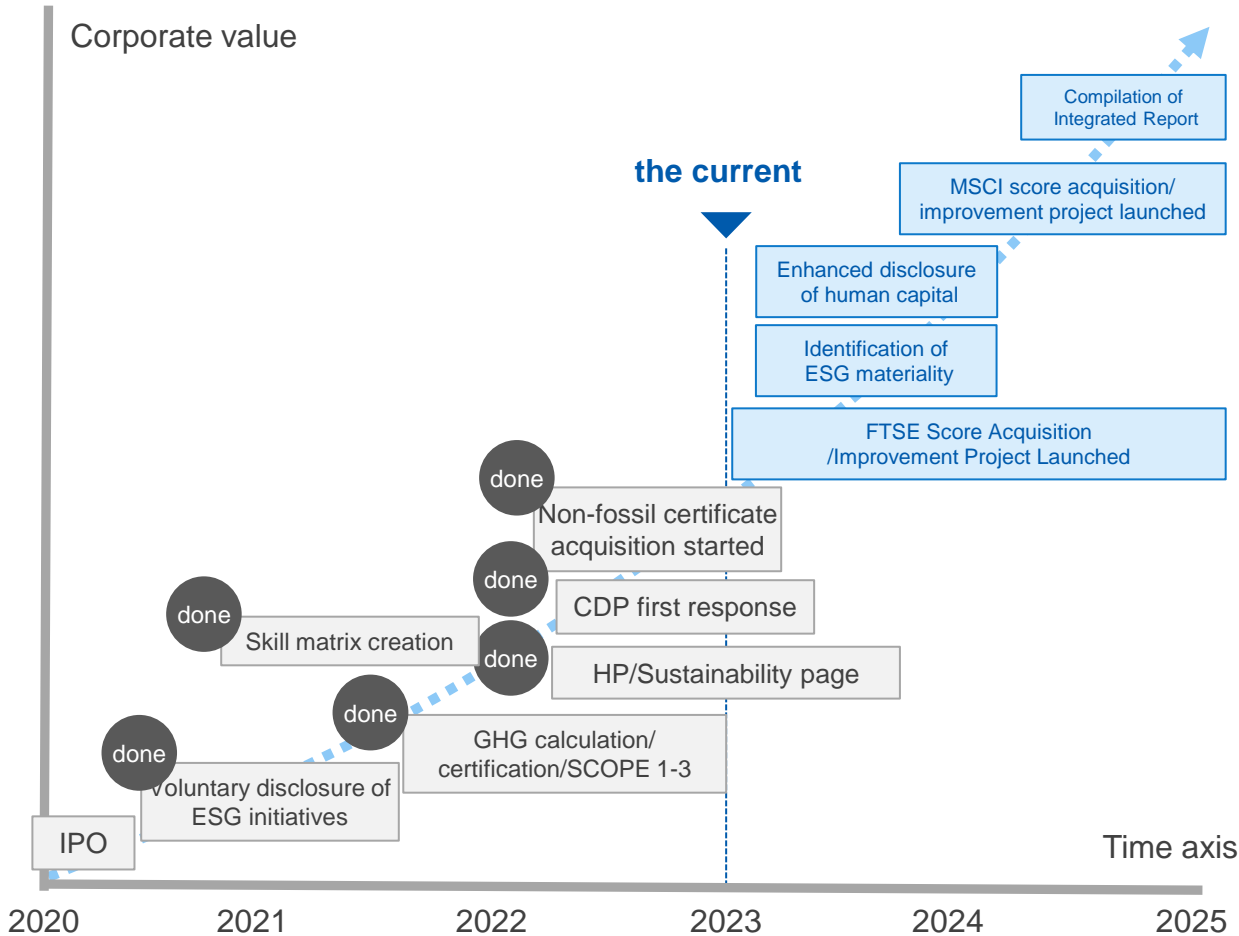 Corporate value
Compilation of
Integrated Report
the current
MSCI score acquisition/
improvement project launched
Enhanced disclosure
of human capital
Identification of
ESG materiality
FTSE Score Acquisition
/Improvement Project Launched
done
Non-fossil certificate
acquisition started
done
CDP first response
done
Skill matrix creation
done
HP/Sustainability page
done
GHG calculation/
certification/SCOPE 1-3
done
Voluntary disclosure of
ESG initiatives
IPO
Time axis
2020
2021
2022
2023
2024
2025